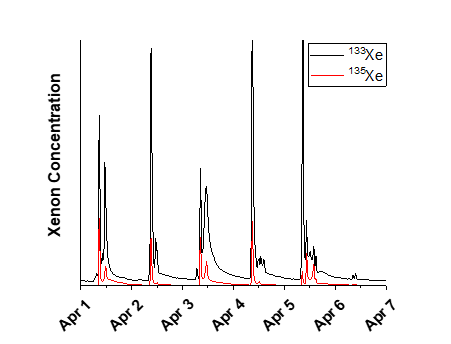 ¹³³Xe
¹³⁵Xe
Xenon Concentration
Apr 1
Apr 2
Apr 3
Apr 4
Apr 5
Apr 6
Apr 7